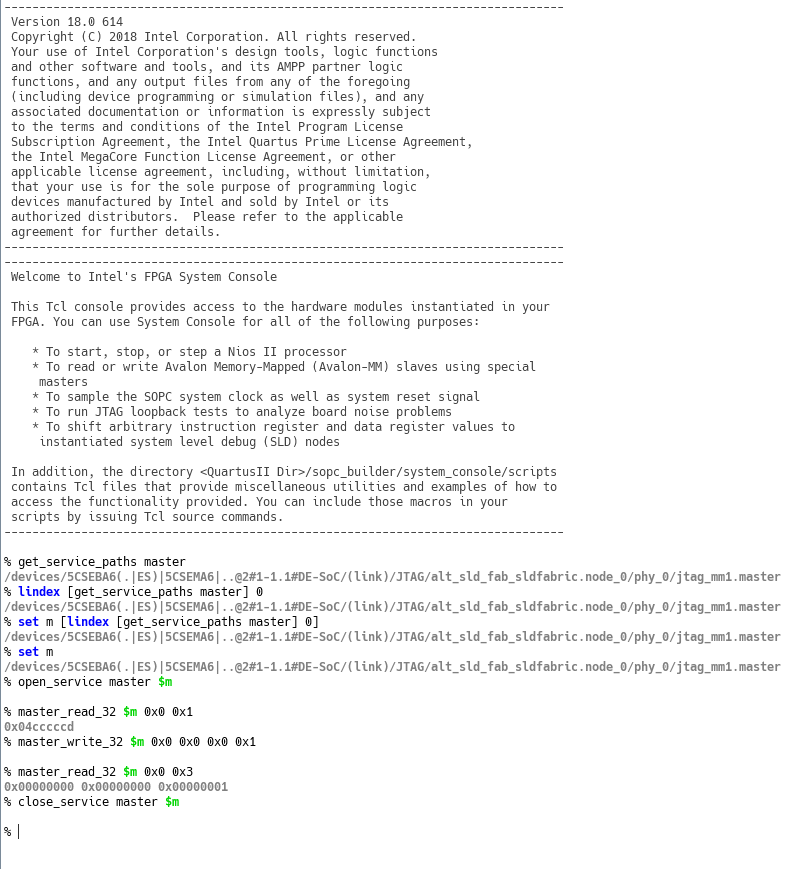 --------------------------------------------------------------------------------
Version 18.0 614
Copyright (C) 2018 Intel Corporation. All rights reserved.
Your use of Intel Corporation's design tools, logic functions
and other software and tools, and its AMPP partner logic
functions, and any output files from any of the foregoing
(including device programming or simulation files), and any
associated documentation or information is expressly subject
to the terms and conditions of the Intel Program License
Subscription Agreement, the Intel Quartus Prime License Agreement,
the Intel MegaCore Function License Agreement, or other
applicable license agreement, including, without limitation,
that your use is for the sole purpose of programming logic
devices manufactured by Intel and sold by Intel or its
authorized distributors.  Please refer to the applicable
agreement for further details.
--------------------------------------------------------------------------------
--------------------------------------------------------------------------------
Welcome to Intel's FPGA System Console
This Tcl console provides access to the hardware modules instantiated in your
FPGA. You can use System Console for all of the following purposes:
* To start, stop, or step a Nios II processor
* To read or write Avalon Memory-Mapped (Avalon-MM) slaves using special
masters
* To sample the SOPC system clock as well as system reset signal
* To run JTAG loopback tests to analyze board noise problems
* To shift arbitrary instruction register and data register values to
instantiated system level debug (SLD) nodes
In addition, the directory <QuartusII Dir>/sopc_builder/system_console/scripts
contains Tcl files that provide miscellaneous utilities and examples of how to
access the functionality provided. You can include those macros in your
scripts by issuing Tcl source commands.
--------------------------------------------------------------------------------
% get_service_paths master
/devices/5CSEBA6(.|ES)|5CSEMA6|..@2#1-1.1#DE-SoC/(link)/JTAG/alt_sld_fab_sldfabric.node_0/phy_0/jtag_mm1.master
% lindex [get_service_paths master] 0
/devices/5CSEBA6(.|ES)|5CSEMA6|..@2#1-1.1#DE-SoC/(link)/JTAG/alt_sld_fab_sldfabric.node_0/phy_0/jtag_mm1.master
% set m [lindex [get_service_paths master] 0]
/devices/5CSEBA6(.|ES)|5CSEMA6|..@2#1-1.1#DE-SoC/(link)/JTAG/alt_sld_fab_sldfabric.node_0/phy_0/jtag_mm1.master
% set m
/devices/5CSEBA6(.|ES)|5CSEMA6|..@2#1-1.1#DE-SoC/(link)/JTAG/alt_sld_fab_sldfabric.node_0/phy_0/jtag_mm1.master
% open_service master $m
% master_read_32 $m 0x0 0x1
0x04cccccd
% master_write_32 $m 0x0 0x0 0x0 0x1
% master_read_32 $m 0x0 0x3
0x00000000 0x00000000 0x00000001
% close_service master $m
%